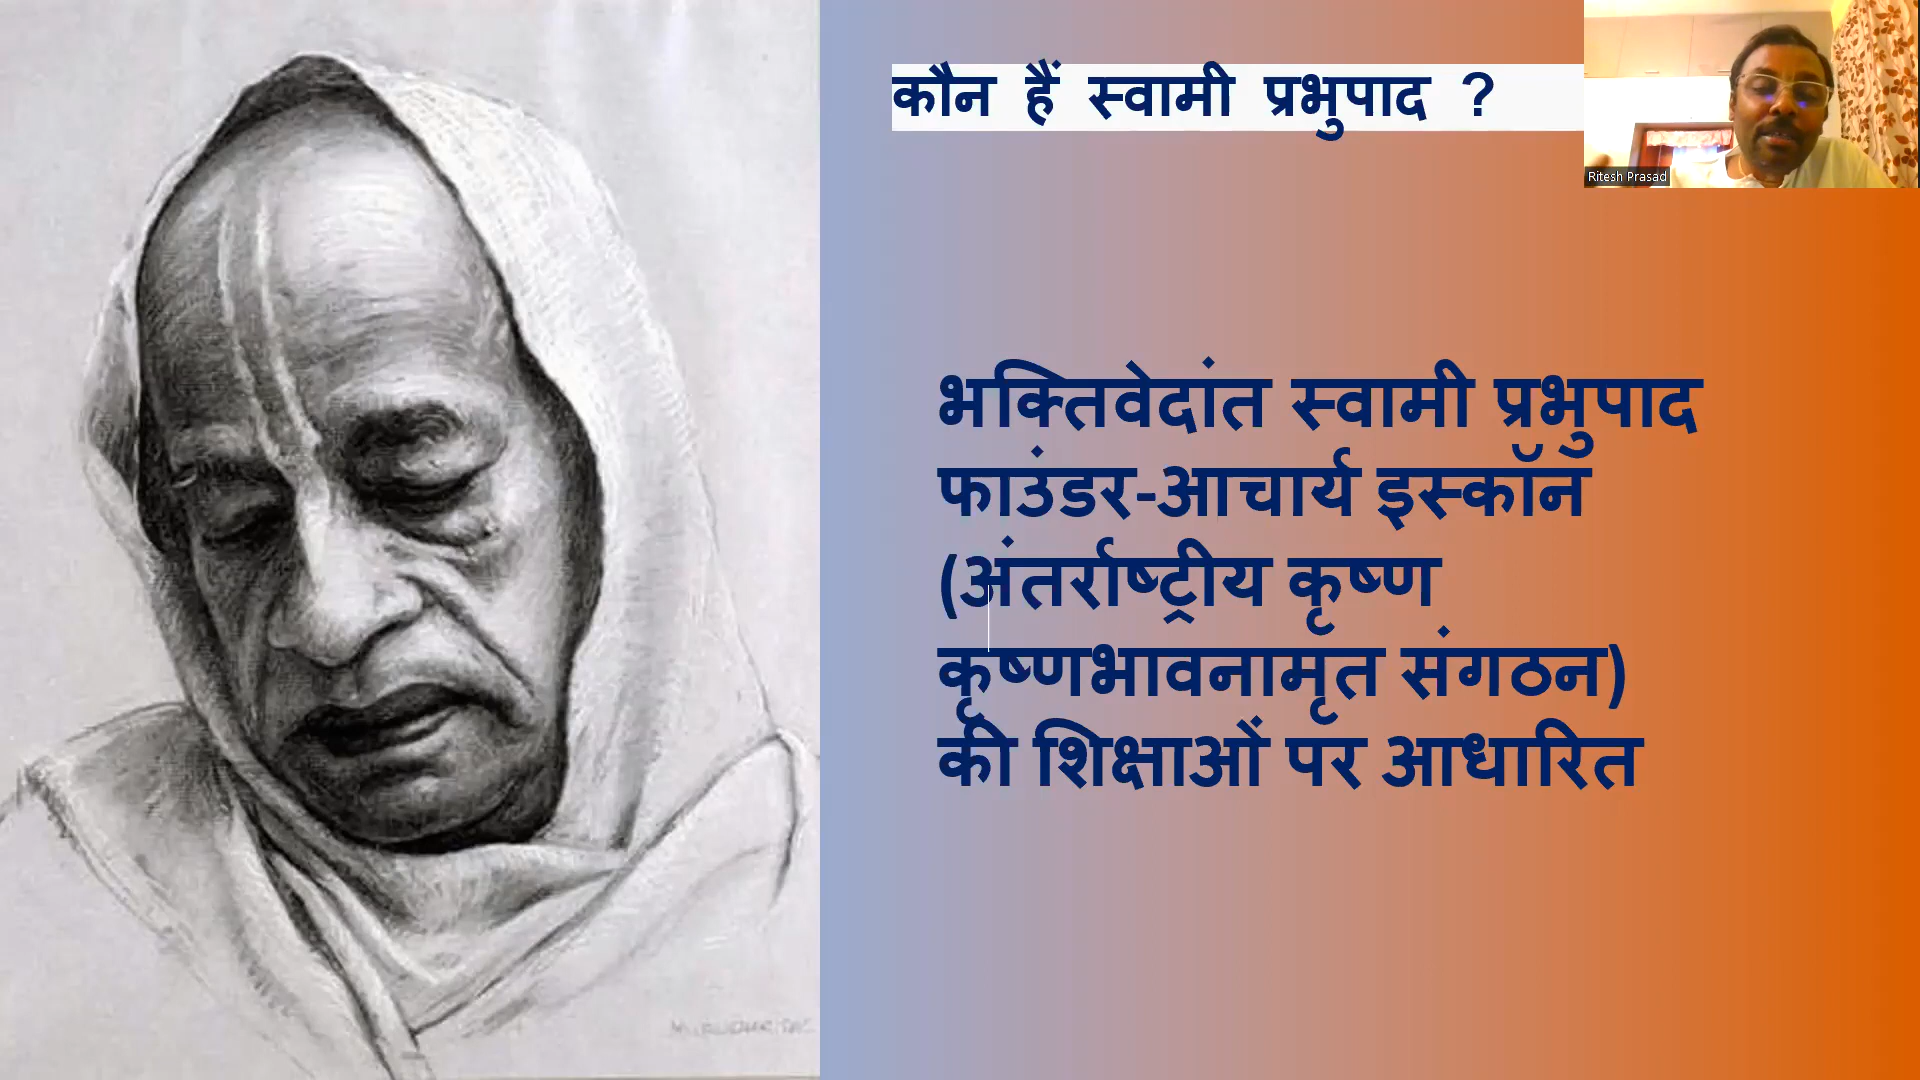 कौन हैं स्वामी प्रभुपाद ?
Ritesh Prasad
भक्तिवेदांत स्वामी प्रभुपाद
फाउंडर-आचार्य इस्कॉन
(अंतर्राष्ट्रीय कृष्ण
कृष्णभावनामृत संगठन)
की शिक्षाओं पर आधारित